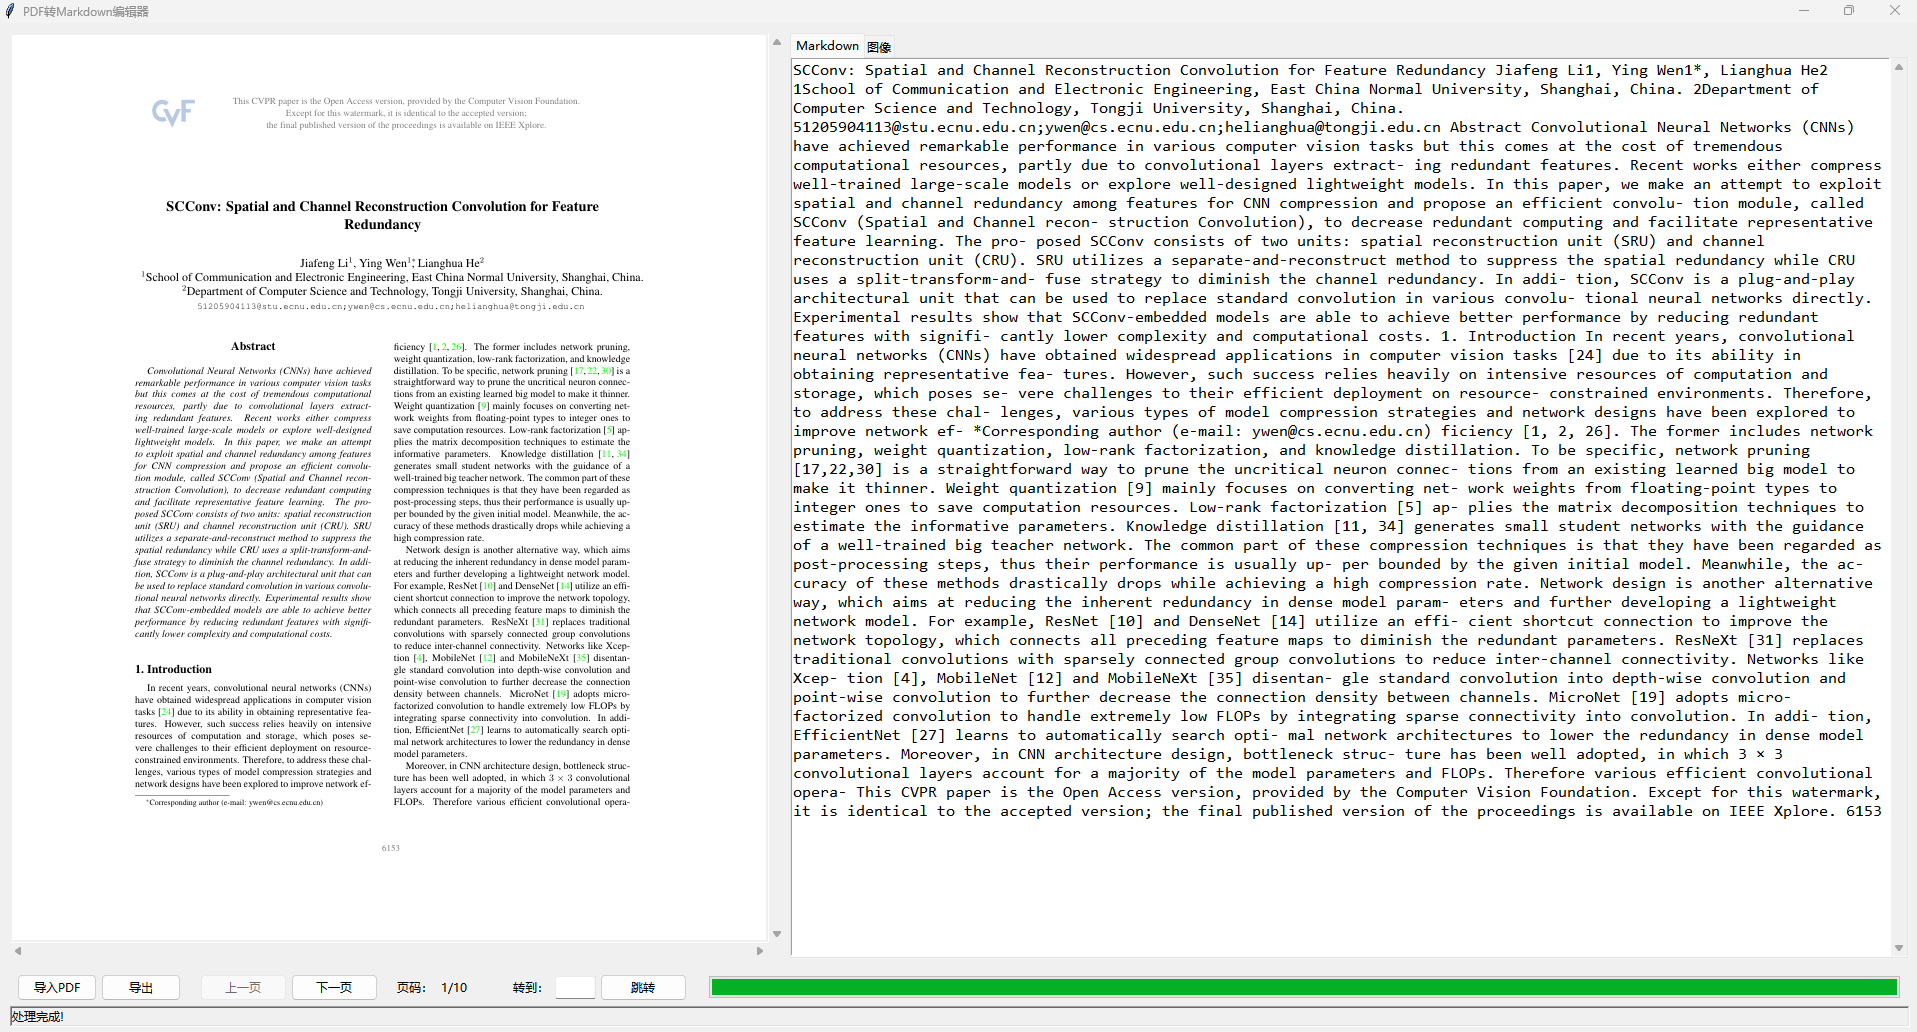 PDF转Markdown编辑器
CVF
This CVPR paper is the Open Access version, provided by the Computer Vision Foundation.
Except for this watermark, it is identical to the accepted version;
the final published version of the proceedings is available on IEEE Xplore.
SCConv: Spatial and Channel Reconstruction Convolution for Feature
Redundancy
Jiafeng Li1, Ying Wen1*, Lianghua He2
1School of Communication and Electronic Engineering, East China Normal University, Shanghai, China.
2Department of Computer Science and Technology, Tongji University, Shanghai, China.
51205904113@stu.ecnu.edu.cn;ywen@cs.ecnu.edu.cn;helianghua@tongji.edu.cn
Abstract
Convolutional Neural Networks (CNNs) have achieved
remarkable performance in various computer vision tasks
but this comes at the cost of tremendous computational
resources, partly due to convolutional layers extract-
ing redundant features. Recent works either compress
well-trained large-scale models or explore well-designed
lightweight models. In this paper, we make an attempt
to exploit spatial and channel redundancy among features
for CNN compression and propose an efficient convolu-
tion module, called SCConv (Spatial and Channel recon-
struction Convolution), to decrease redundant computing
and facilitate representative feature learning. The pro-
posed SCConv consists of two units: spatial reconstruction
unit (SRU) and channel reconstruction unit (CRU). SRU
utilizes a separate-and-reconstruct method to suppress the
spatial redundancy while CRU uses a split-transform-and-
fuse strategy to diminish the channel redundancy. In addi-
tion, SCConv is a plug-and-play architectural unit that can
be used to replace standard convolution in various convolu-
tional neural networks directly. Experimental results show
that SCConv-embedded models are able to achieve better
performance by reducing redundant features with signifi-
cantly lower complexity and computational costs.
1. Introduction
In recent years, convolutional neural networks (CNNs)
have obtained widespread applications in computer vision
tasks [24] due to its ability in obtaining representative fea-
tures. However, such success relies heavily on intensive
resources of computation and storage, which poses se-
vere challenges to their efficient deployment on resource-
constrained environments. Therefore, to address these chal-
lenges, various types of model compression strategies and
network designs have been explored to improve network ef-
*Corresponding author (e-mail: ywen@cs.ecnu.edu.cn)
ficiency [1, 2, 26]. The former includes network pruning,
weight quantization, low-rank factorization, and knowledge
distillation. To be specific, network pruning [17,22,30] is a
straightforward way to prune the uncritical neuron connec-
tions from an existing learned big model to make it thinner.
Weight quantization [9] mainly focuses on converting net-
work weights from floating-point types to integer ones to
save computation resources. Low-rank factorization [5] ap-
plies the matrix decomposition techniques to estimate the
informative parameters. Knowledge distillation [11, 34]
generates small student networks with the guidance of a
well-trained big teacher network. The common part of these
compression techniques is that they have been regarded as
post-processing steps, thus their performance is usually up-
per bounded by the given initial model. Meanwhile, the ac-
curacy of these methods drastically drops while achieving a
high compression rate.
Network design is another alternative way, which aims
at reducing the inherent redundancy in dense model param-
eters and further developing a lightweight network model.
For example, ResNet [10] and DenseNet [14] utilize an effi-
cient shortcut connection to improve the network topology,
which connects all preceding feature maps to diminish the
redundant parameters. ResNeXt [31] replaces traditional
convolutions with sparsely connected group convolutions
to reduce inter-channel connectivity. Networks like Xcep-
tion [4], MobileNet [12] and MobileNeXt [35] disentan-
gle standard convolution into depth-wise convolution and
point-wise convolution to further decrease the connection
density between channels. MicroNet [19] adopts micro-
factorized convolution to handle extremely low FLOPs by
integrating sparse connectivity into convolution. In addi-
tion, EfficientNet [27] learns to automatically search opti-
mal network architectures to lower the redundancy in dense
model parameters.
Moreover, in CNN architecture design, bottleneck struc-
ture has been well adopted, in which 3 × 3 convolutional
layers account for a majority of the model parameters and
FLOPs. Therefore various efficient convolutional opera-
6153
Markdown 图像
SCConv: Spatial and Channel Reconstruction Convolution for Feature Redundancy Jiafeng Li1, Ying Wen1*, Lianghua He2
1School of Communication and Electronic Engineering, East China Normal University, Shanghai, China. 2Department of
Computer Science and Technology, Tongji University, Shanghai, China.
51205904113@stu.ecnu.edu.cn;ywen@cs.ecnu.edu.cn;helianghua@tongji.edu.cn Abstract Convolutional Neural Networks (CNNs)
have achieved remarkable performance in various computer vision tasks but this comes at the cost of tremendous
computational resources, partly due to convolutional layers extract- ing redundant features. Recent works either compress
well-trained large-scale models or explore well-designed lightweight models. In this paper, we make an attempt to exploit
spatial and channel redundancy among features for CNN compression and propose an efficient convolu- tion module, called
SCConv (Spatial and Channel recon- struction Convolution), to decrease redundant computing and facilitate representative
feature learning. The pro- posed SCConv consists of two units: spatial reconstruction unit (SRU) and channel
reconstruction unit (CRU). SRU utilizes a separate-and-reconstruct method to suppress the spatial redundancy while CRU
uses a split-transform-and- fuse strategy to diminish the channel redundancy. In addi- tion, SCConv is a plug-and-play
architectural unit that can be used to replace standard convolution in various convolu- tional neural networks directly.
Experimental results show that SCConv-embedded models are able to achieve better performance by reducing redundant
features with signifi- cantly lower complexity and computational costs. 1. Introduction In recent years, convolutional
neural networks (CNNs) have obtained widespread applications in computer vision tasks [24] due to its ability in
obtaining representative fea- tures. However, such success relies heavily on intensive resources of computation and
storage, which poses se- vere challenges to their efficient deployment on resource- constrained environments. Therefore,
to address these chal- lenges, various types of model compression strategies and network designs have been explored to
improve network ef- *Corresponding author (e-mail: ywen@cs.ecnu.edu.cn) ficiency [1, 2, 26]. The former includes network
pruning, weight quantization, low-rank factorization, and knowledge distillation. To be specific, network pruning
[17,22,30] is a straightforward way to prune the uncritical neuron connec- tions from an existing learned big model to
make it thinner. Weight quantization [9] mainly focuses on converting net- work weights from floating-point types to
integer ones to save computation resources. Low-rank factorization [5] ap- plies the matrix decomposition techniques to
estimate the informative parameters. Knowledge distillation [11, 34] generates small student networks with the guidance
of a well-trained big teacher network. The common part of these compression techniques is that they have been regarded as
post-processing steps, thus their performance is usually up- per bounded by the given initial model. Meanwhile, the ac-
curacy of these methods drastically drops while achieving a high compression rate. Network design is another alternative
way, which aims at reducing the inherent redundancy in dense model param- eters and further developing a lightweight
network model. For example, ResNet [10] and DenseNet [14] utilize an effi- cient shortcut connection to improve the
network topology, which connects all preceding feature maps to diminish the redundant parameters. ResNeXt [31] replaces
traditional convolutions with sparsely connected group convolutions to reduce inter-channel connectivity. Networks like
Xcep- tion [4], MobileNet [12] and MobileNeXt [35] disentan- gle standard convolution into depth-wise convolution and
point-wise convolution to further decrease the connection density between channels. MicroNet [19] adopts micro-
factorized convolution to handle extremely low FLOPs by integrating sparse connectivity into convolution. In addi- tion,
EfficientNet [27] learns to automatically search opti- mal network architectures to lower the redundancy in dense model
parameters. Moreover, in CNN architecture design, bottleneck struc- ture has been well adopted, in which 3 × 3
convolutional layers account for a majority of the model parameters and FLOPs. Therefore various efficient convolutional
opera- This CVPR paper is the Open Access version, provided by the Computer Vision Foundation. Except for this watermark,
it is identical to the accepted version; the final published version of the proceedings is available on IEEE Xplore. 6153
导入PDF 导出 上一页 下一页 页码: 1/10 转到: 跳转
处理完成!